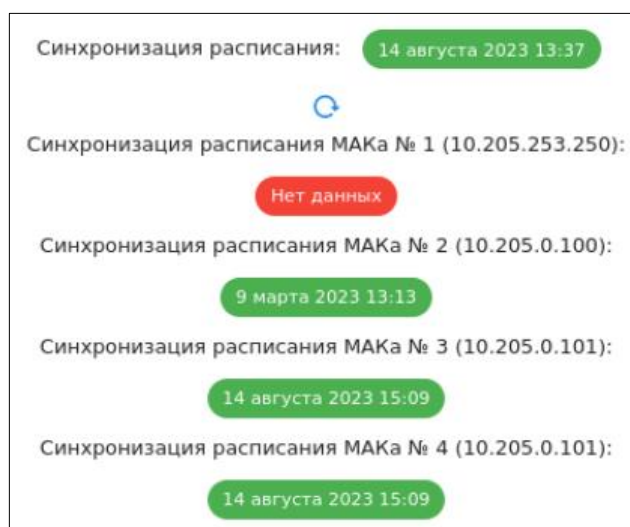 Синхронизация расписания: 14 августа 2023 13:37
Синхронизация расписания МАКа № 1 (10.205.253.250):
Нет данных
Синхронизация расписания МАКа № 2 (10.205.0.100):
9 марта 2023 13:13
Синхронизация расписания МАКа № 3 (10.205.0.101):
14 августа 2023 15:09
Синхронизация расписания МАКа № 4 (10.205.0.101):
14 августа 2023 15:09